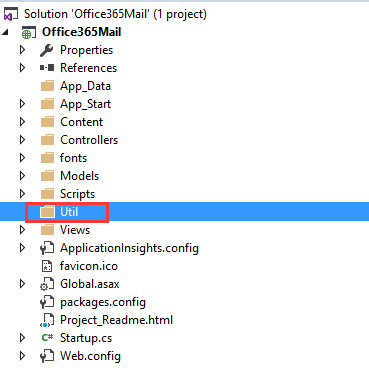 Solution 'Office365Mail' (1 project)
Office365Mail
Properties
References
App_Data
App_Start
Content
Controllers
fonts
Models
Scripts
Util
Views
ApplicationInsights.config
favicon.ico
Global.asax
packages.config
Project_Readme.html
C# Startup.cs
Web.config